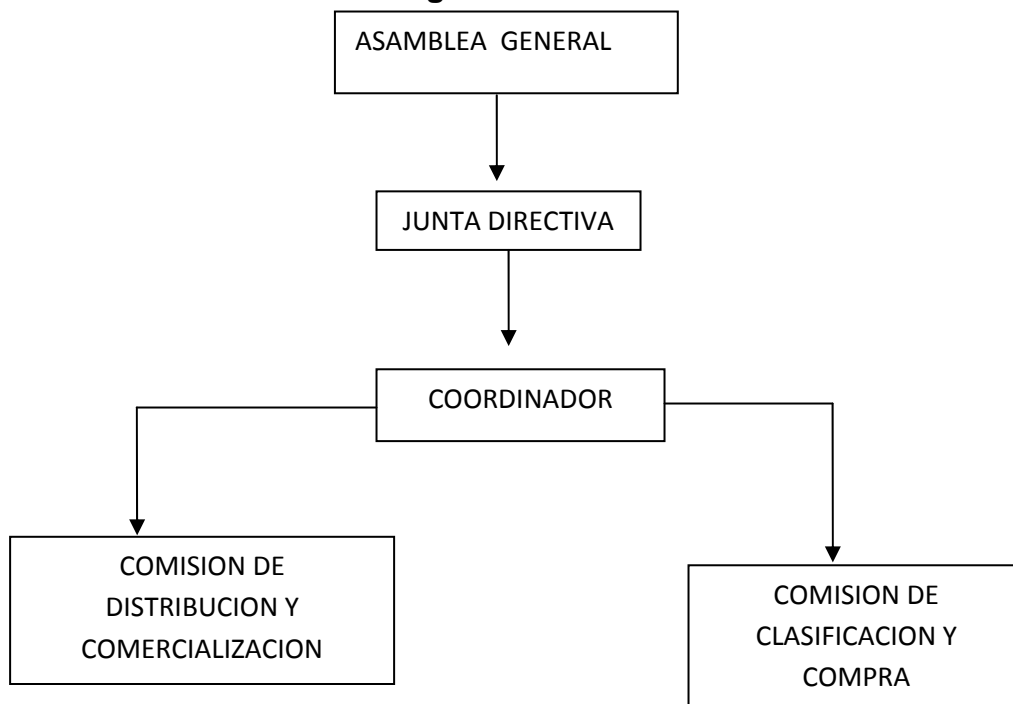 ASAMBLEA GENERAL
JUNTA DIRECTIVA
COORDINADOR
COMISION DE
DISTRIBUCION Y
COMERCIALIZACION
COMISION DE
CLASIFICACION Y
COMPRA